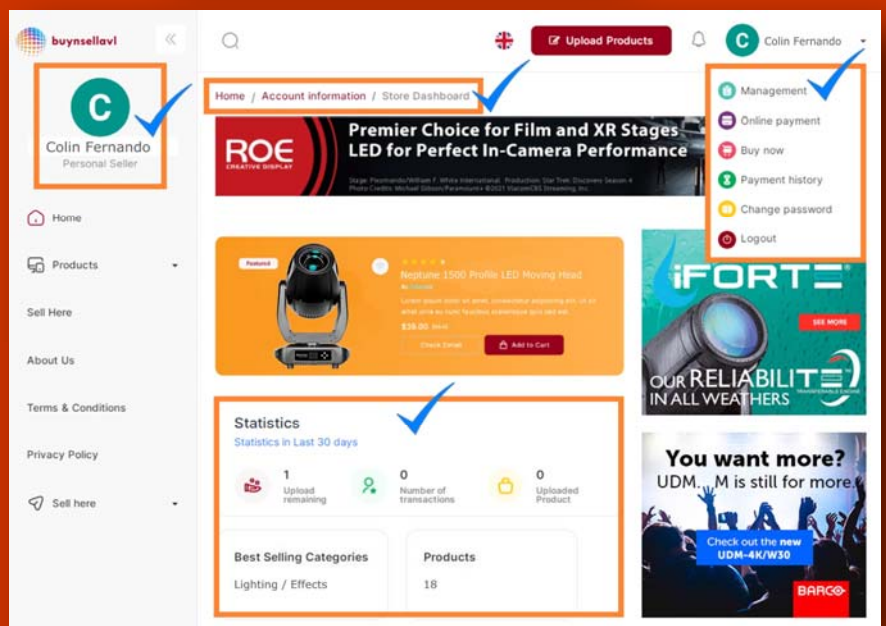 buynsellavl
Upload Products
C
Colin Fernando
C
Colin Fernando
Personal Seller
Home
Products
Sell Here
About Us
Terms & Conditions
Privacy Policy
Sell here
Home / Account information / Store Dashboard
Management
Online payment
Buy now
Payment history
Change password
Logout
ROE
CREATIVE DISPLAY
Premier Choice for Film and XR Stages
LED for Perfect In-Camera Performance
Featured
Neptune 1500 Profile LED Moving Head
$39.00
Check Detail
Add to Cart
Statistics
Statistics in Last 30 days
1
Upload
remaining
0
Number of
transactions
0
Uploaded
Product
Best Selling Categories
Lighting / Effects
Products
18
iFORTE
SEE MORE
OUR RELIABILITE
IN ALL WEATHERS
You want more?
UDM. M is still for more.
Check out the new
UDM-4K/W30
BARCO